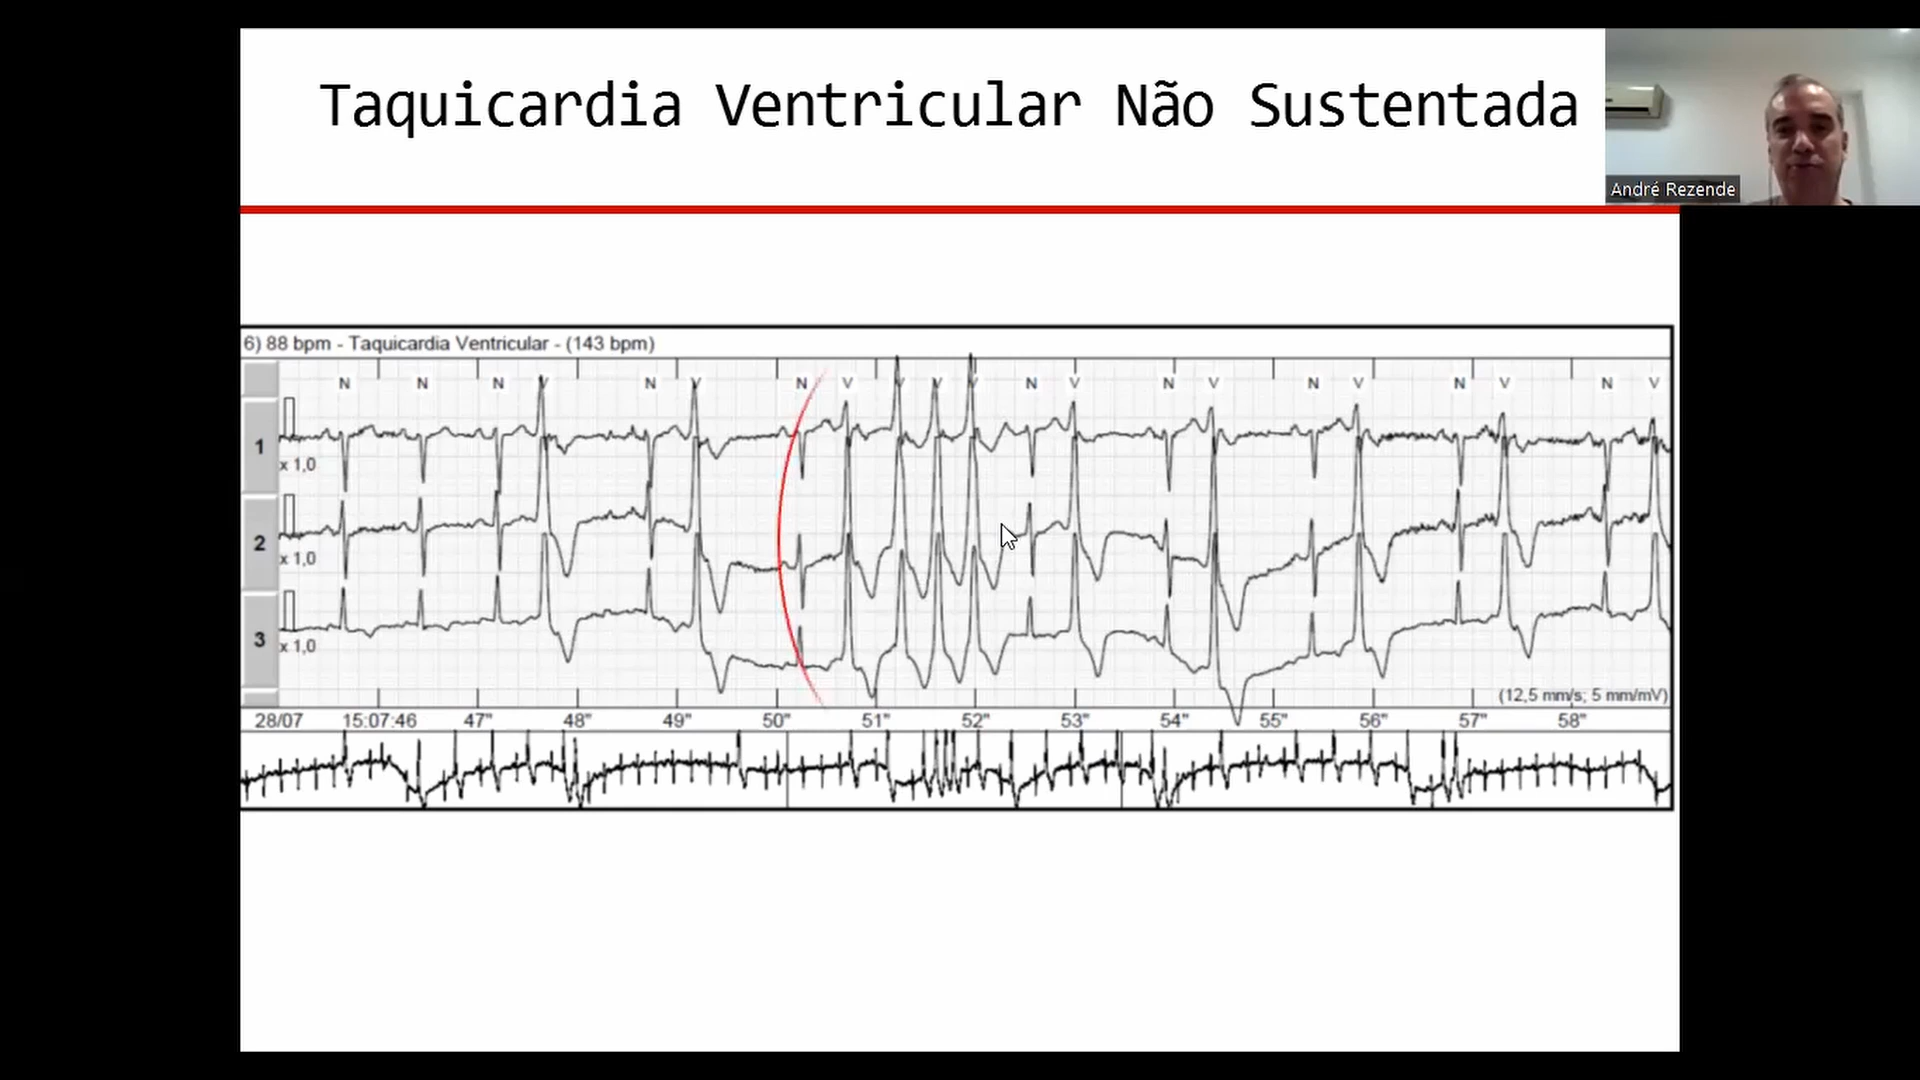 Taquicardia Ventricular Não Sustentada
André Rezende
6) 88 bpm - Taquicardia Ventricular - (143 bpm)
N N N V N V N V V V V N V N V N V N V N V
1
x 1,0
2
x 1,0
3
x 1,0
(12,5 mm/s; 5 mm/mV)
28/07 15:07:46 47" 48" 49" 50" 51" 52" 53" 54" 55" 56" 57" 58"